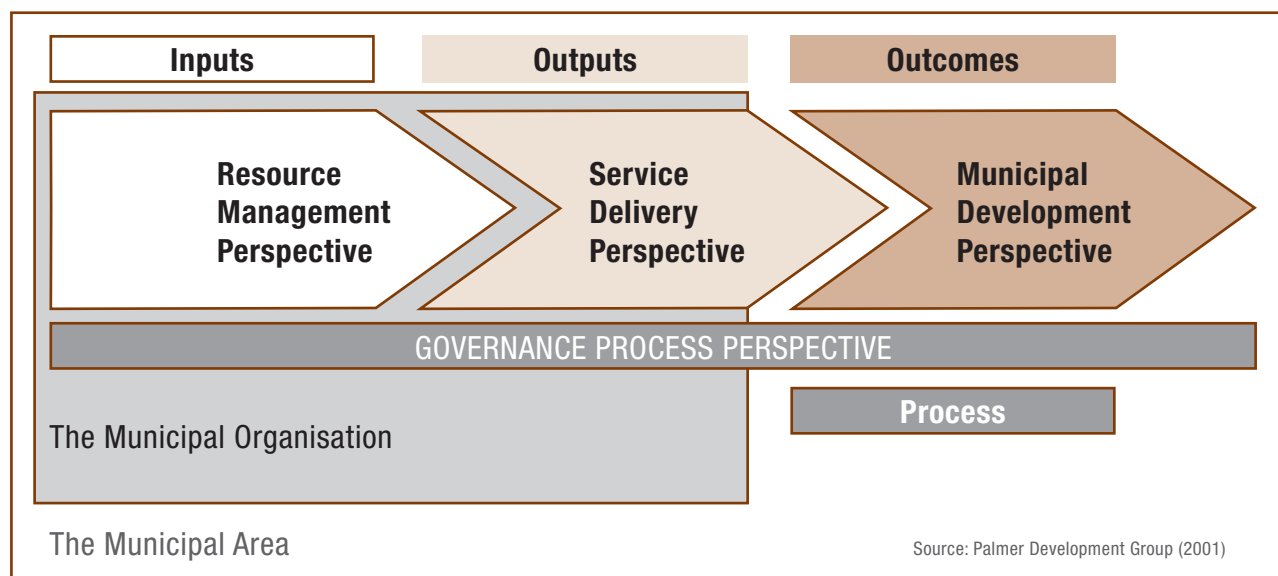 Inputs
Outputs
Outcomes
Resource
Management
Perspective
Service
Delivery
Perspective
Municipal
Development
Perspective
GOVERNANCE PROCESS PERSPECTIVE
Process
The Municipal Organisation
The Municipal Area
Source: Palmer Development Group (2001)